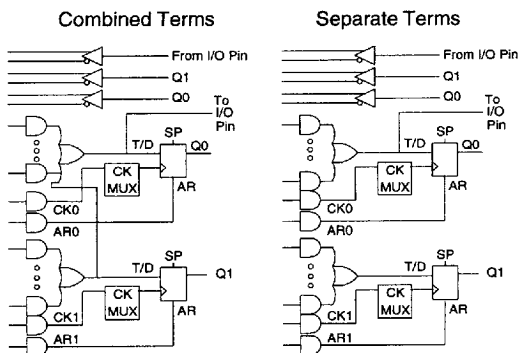 Combined Terms
From I/O Pin
Q1
Q0
To
I/O
Pin
SP
T/D
Q0
CK
MUX
CK0
AR
AR0
SP
T/D
Q1
CK
MUX
CK1
AR
AR1
Separate Terms
From I/O Pin
Q1
Q0
To
I/O
Pin
SP
T/D
Q0
CK
MUX
CK0
AR
AR0
SP
T/D
Q1
CK
MUX
CK1
AR
AR1